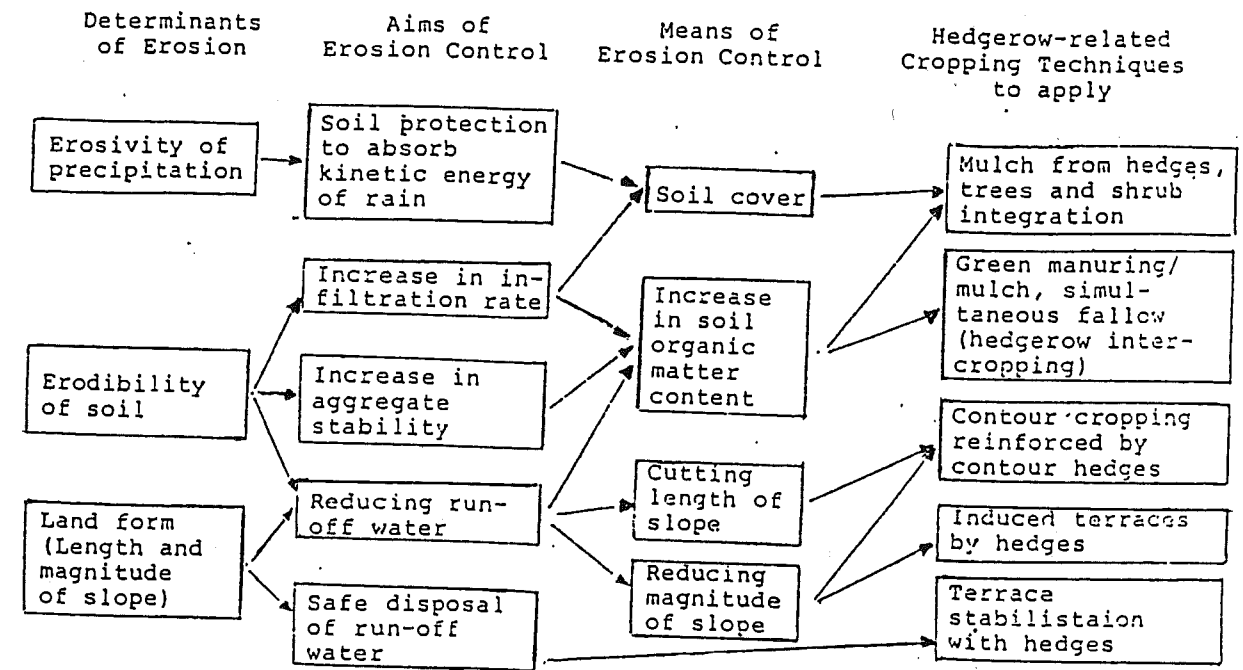 Determinants
of Erosion
Aims of
Erosion Control
Means of
Erosion Control
Hedgerow-related
Cropping Techniques
to apply
Erosivity of
precipitation
Soil protection
to absorb
kinetic energy
of rain
Soil cover
Mulch from hedges,
trees and shrub
integration
Erodibility
of soil
Increase in in-
filtration rate
Increase in
aggregate
stability
Increase
in soil
organic
matter
content
Green manuring/
mulch, simul-
taneous fallow
(hedgerow inter-
cropping)
Land form
(Length and
magnitude
of slope)
Reducing run-
off water
Safe disposal
of run-off
water
Cutting
length of
slope
Reducing
magnitude
of slope
Contour cropping
reinforced by
contour hedges
Induced terraces
by hedges
Terrace
stabilistaion
with hedges